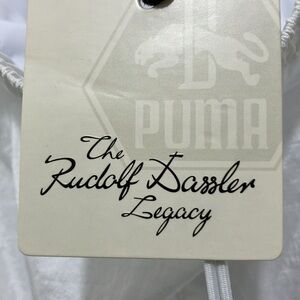 D
PUMA
The
Rudolf Dassler
Legacy